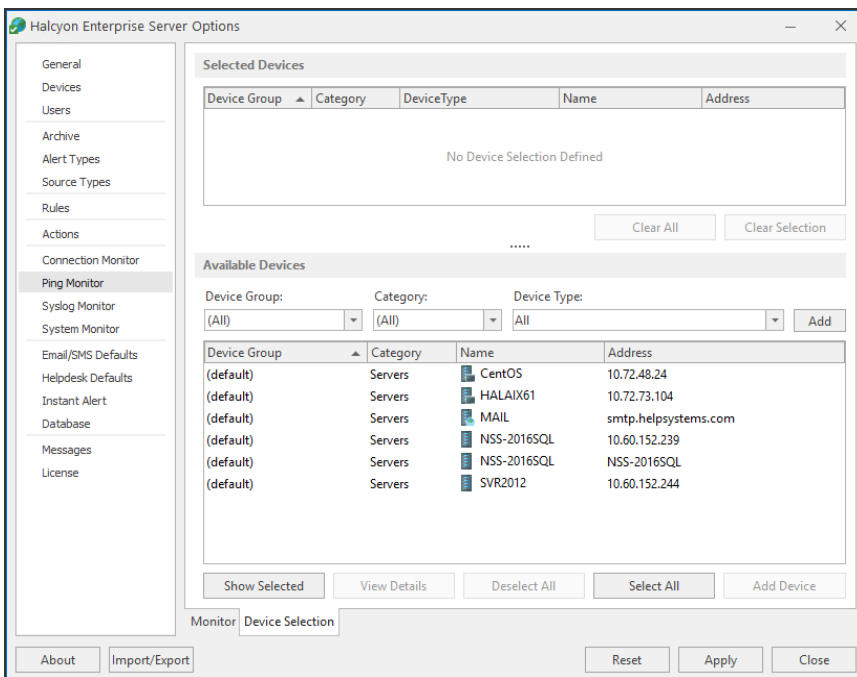 Halcyon Enterprise Server Options
General
Devices
Users
Archive
Alert Types
Source Types
Rules
Actions
Connection Monitor
Ping Monitor
Syslog Monitor
System Monitor
Email/SMS Defaults
Helpdesk Defaults
Instant Alert
Database
Messages
License
Selected Devices
Device Group Category DeviceType Name Address
No Device Selection Defined
Clear All Clear Selection
Available Devices
Device Group: Category: Device Type:
(All) (All) All Add
Device Group Category Name Address
(default) Servers CentOS 10.72.48.24
(default) Servers HALAIX61 10.72.73.104
(default) Servers MAIL smtp.helpsystems.com
(default) Servers NSS-2016SQL 10.60.152.239
(default) Servers NSS-2016SQL NSS-2016SQL
(default) Servers SVR2012 10.60.152.244
Show Selected View Details Deselect All Select All Add Device
Monitor Device Selection
About Import/Export Reset Apply Close